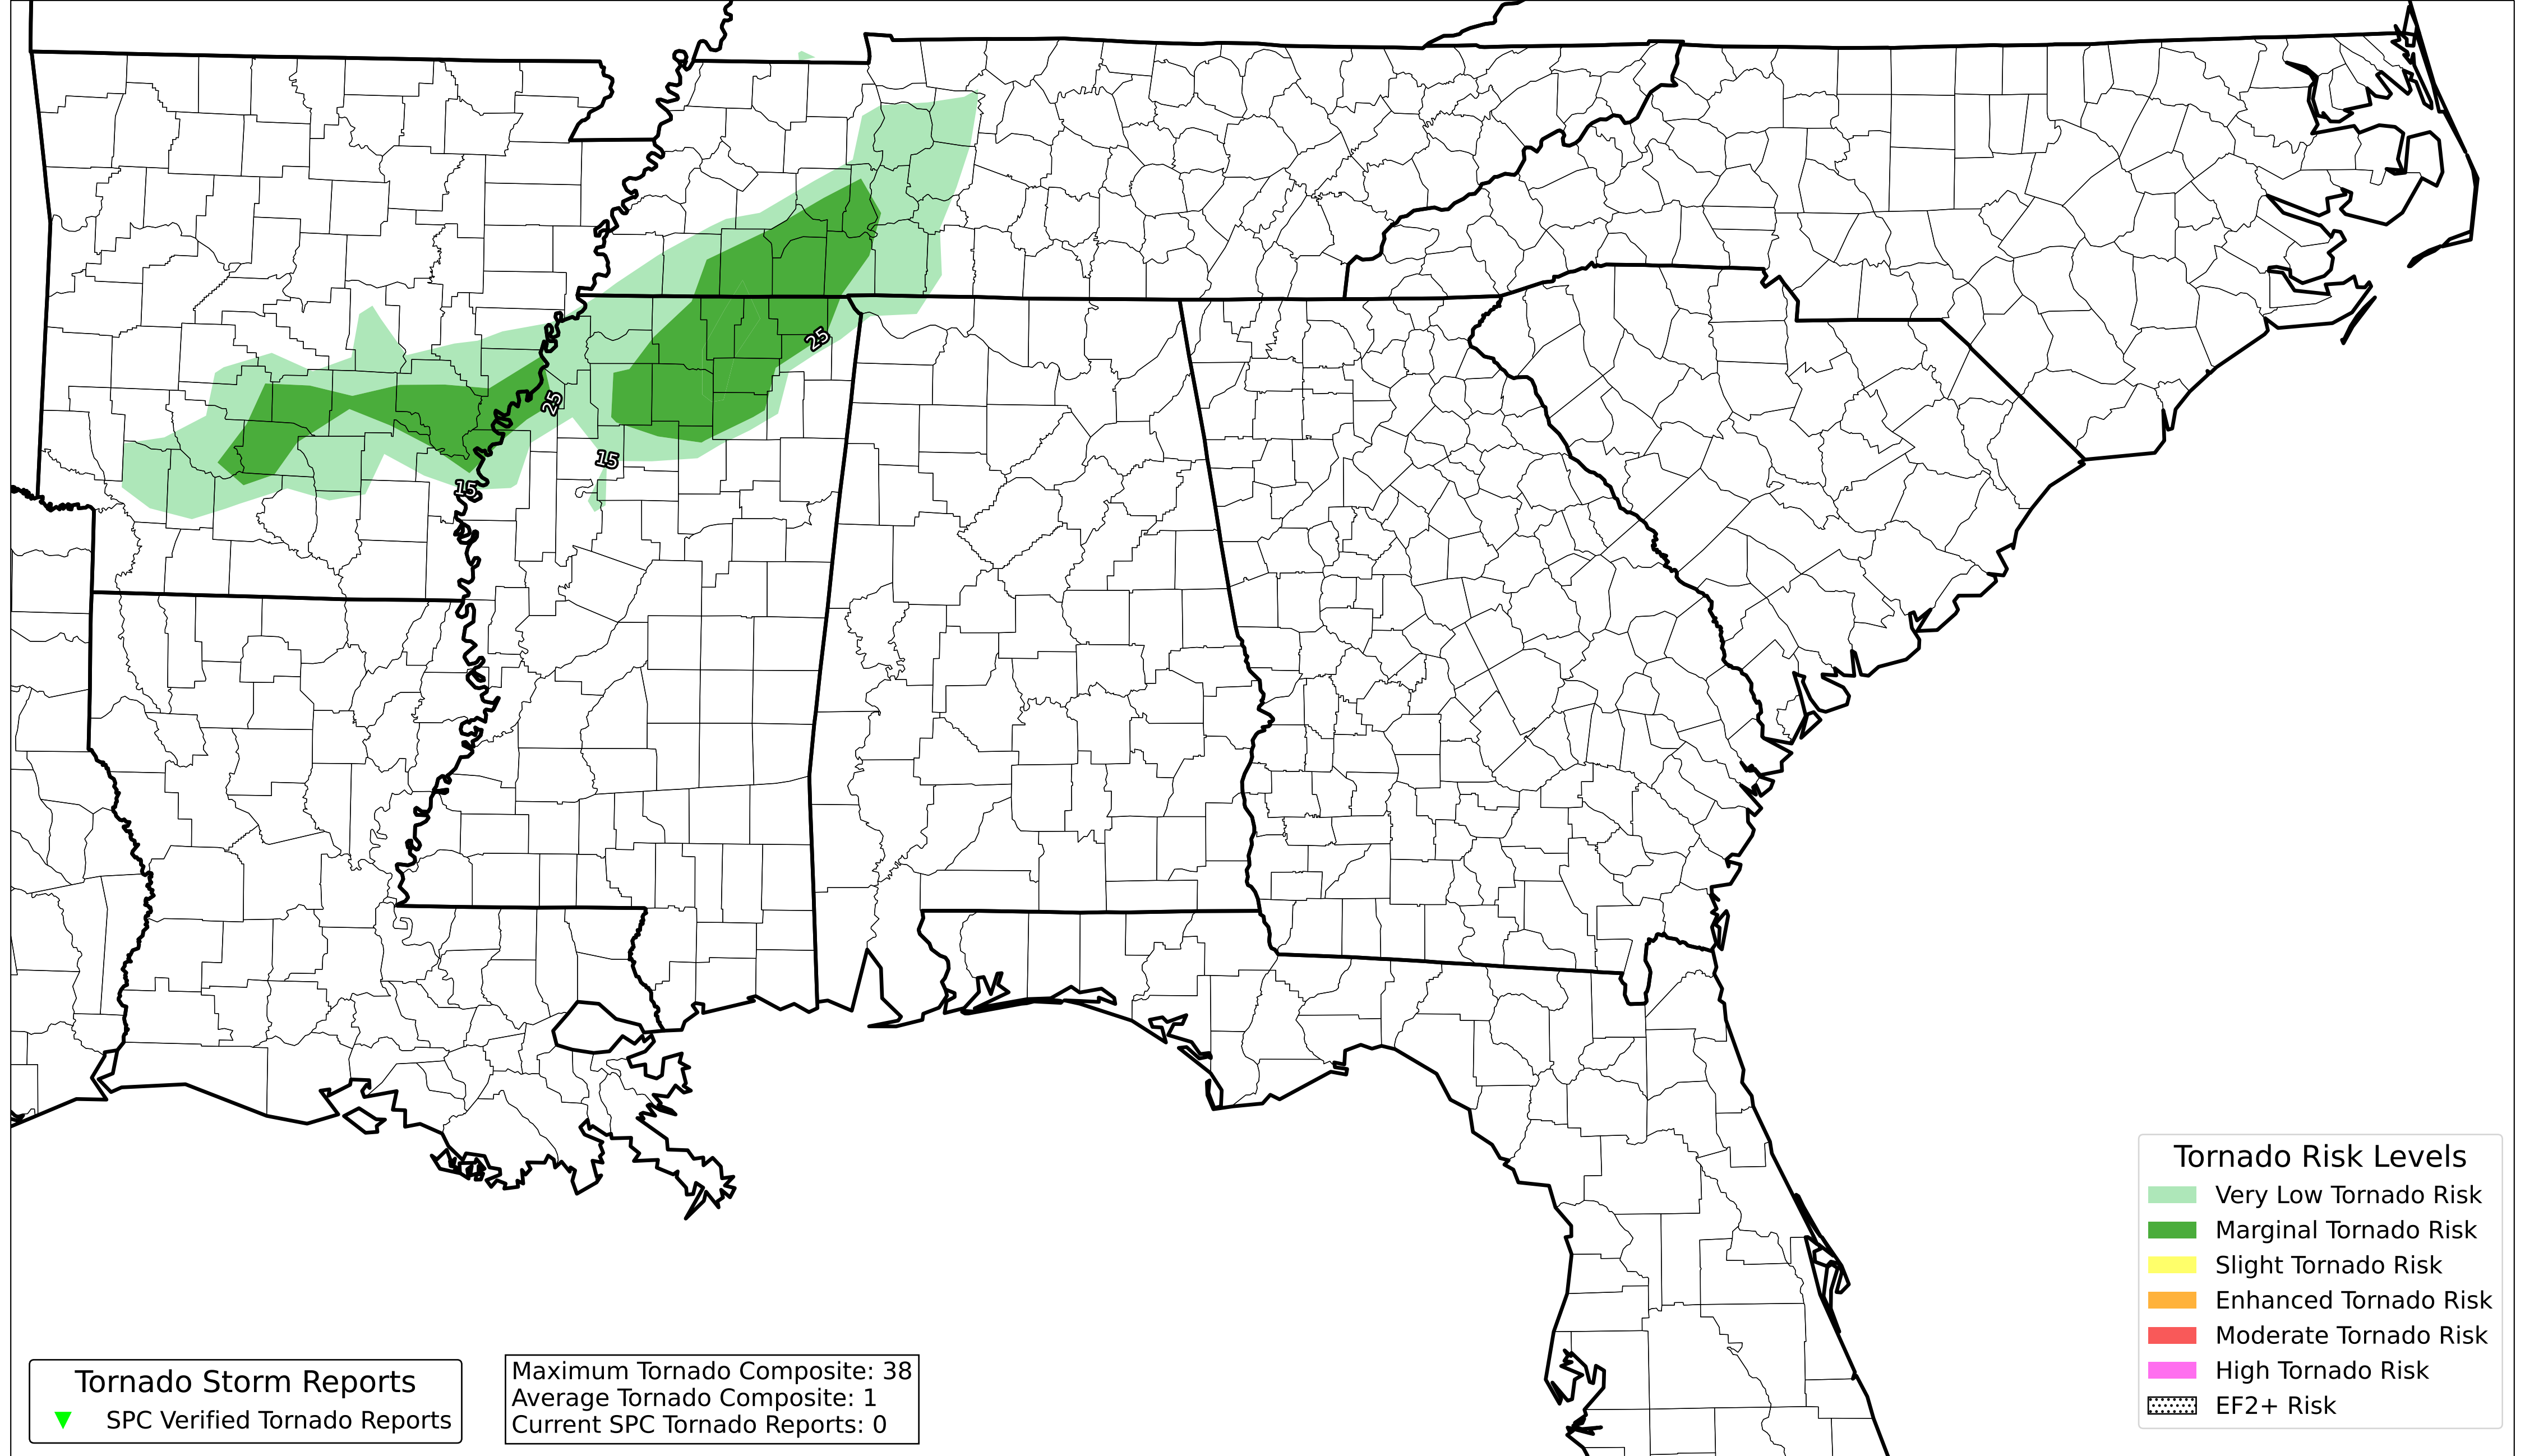 25
25
15
15
Tornado Risk Levels
Very Low Tornado Risk
Marginal Tornado Risk
Slight Tornado Risk
Enhanced Tornado Risk
Moderate Tornado Risk
High Tornado Risk
EF2+ Risk
Tornado Storm Reports
SPC Verified Tornado Reports
Maximum Tornado Composite: 38
Average Tornado Composite: 1
Current SPC Tornado Reports: 0